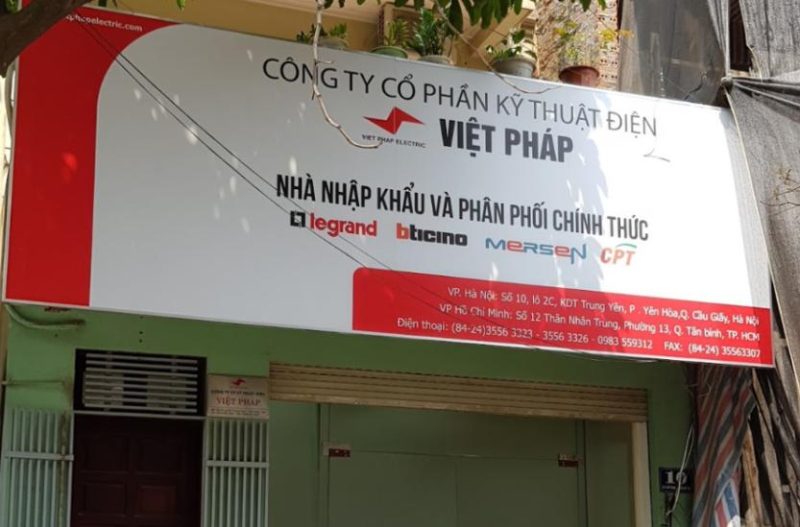 CÔNG TY CỔ PHẦN KỸ THUẬT ĐIỆN
VIET PHAP ELECTRIC VIỆT PHÁP
NHÀ NHẬP KHẨU VÀ PHÂN PHỐI CHÍNH THỨC
legrand bticino MERSEN CPT
VP. Hà Nội: Số 10, lô 2C, KDT Trung Yên, P . Yên Hòa,Q. Cầu Giấy, Hà Nội
VP Hồ Chí Minh: Số 12 Thân Nhân Trung, Phường 13, Q. Tân bình, TP. HCM
Điện thoại: (84-24)3556 3323 - 3556 3326 - 0983 559312 FAX: (84-24) 35563307
VIỆT PHÁP
10